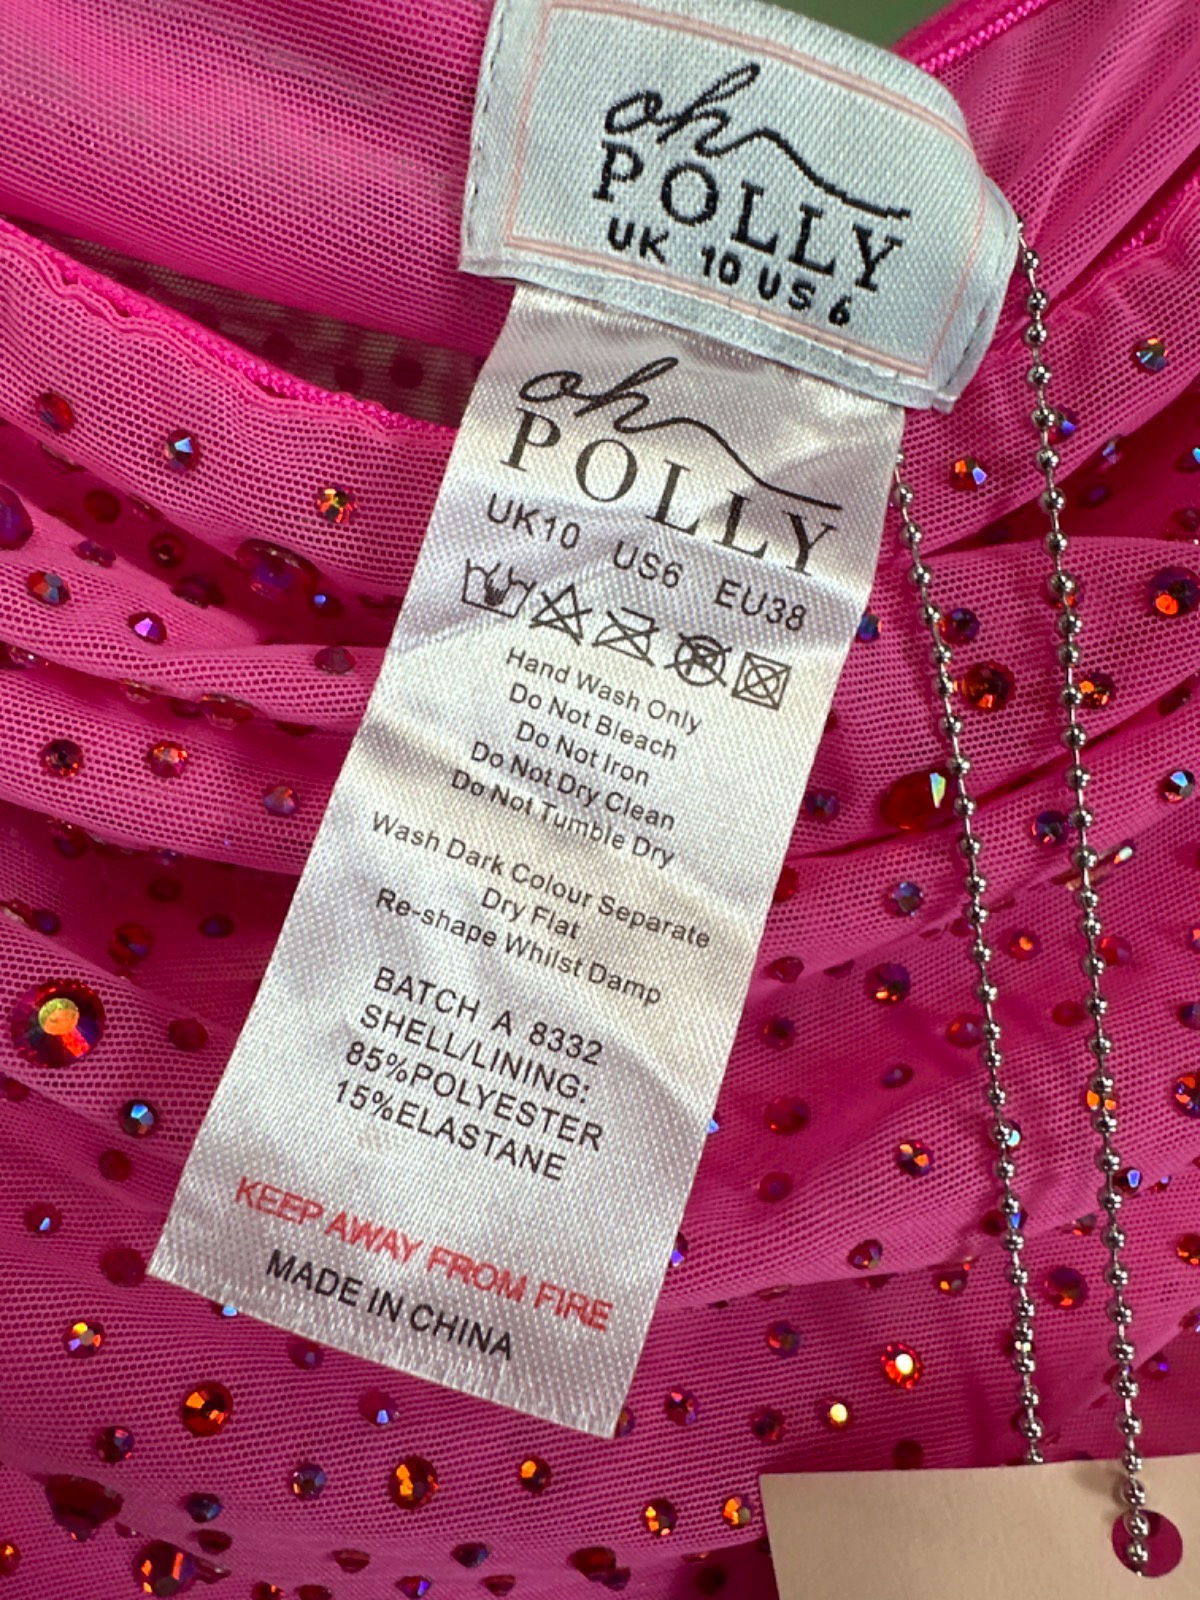 oh
POLLY
UK 10 US 6
oh
POLLY
UK10 US6 EU38
Hand Wash Only
Do Not Bleach
Do Not Iron
Do Not Dry Clean
Do Not Tumble Dry
Wash Dark Colour Separate
Dry Flat
Re-shape Whilst Damp
BATCH A 8332
SHELL/LINING:
85%POLYESTER
15%ELASTANE
KEEP AWAY FROM FIRE
MADE IN CHINA